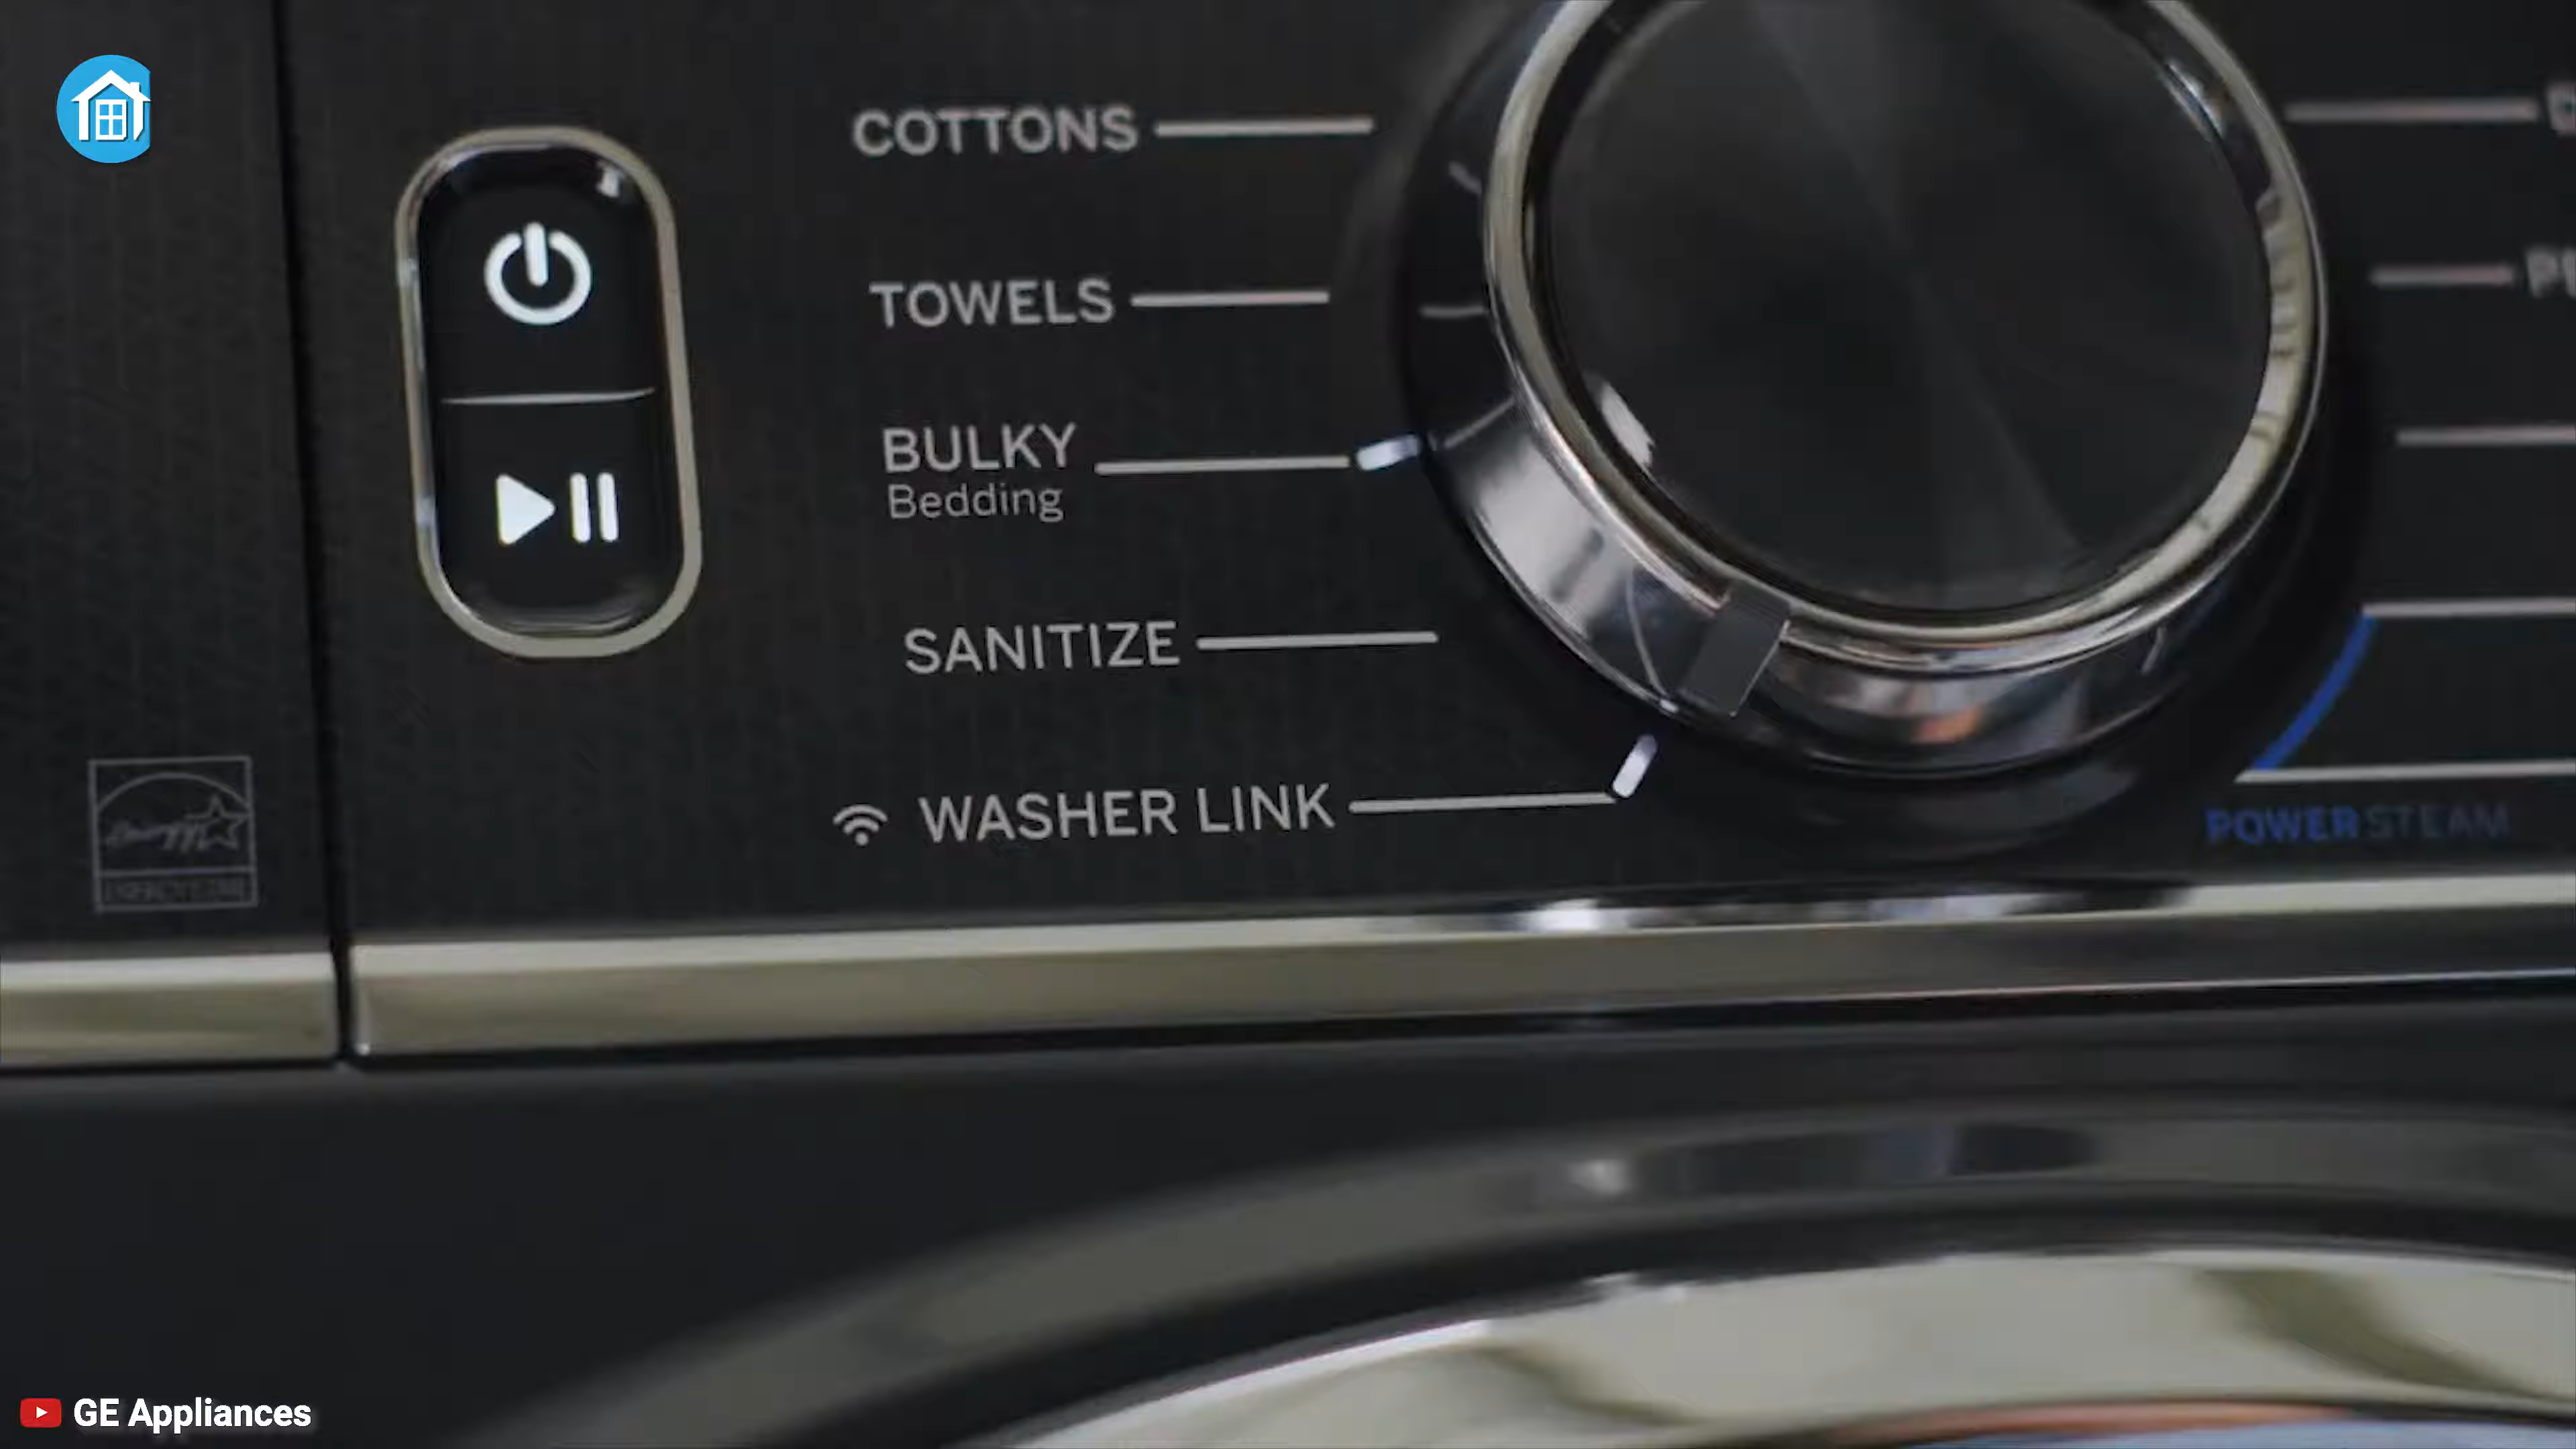 COTTONS
TOWELS
BULKY
Bedding
SANITIZE
WASHER LINK
POWERSTEAM
GE Appliances